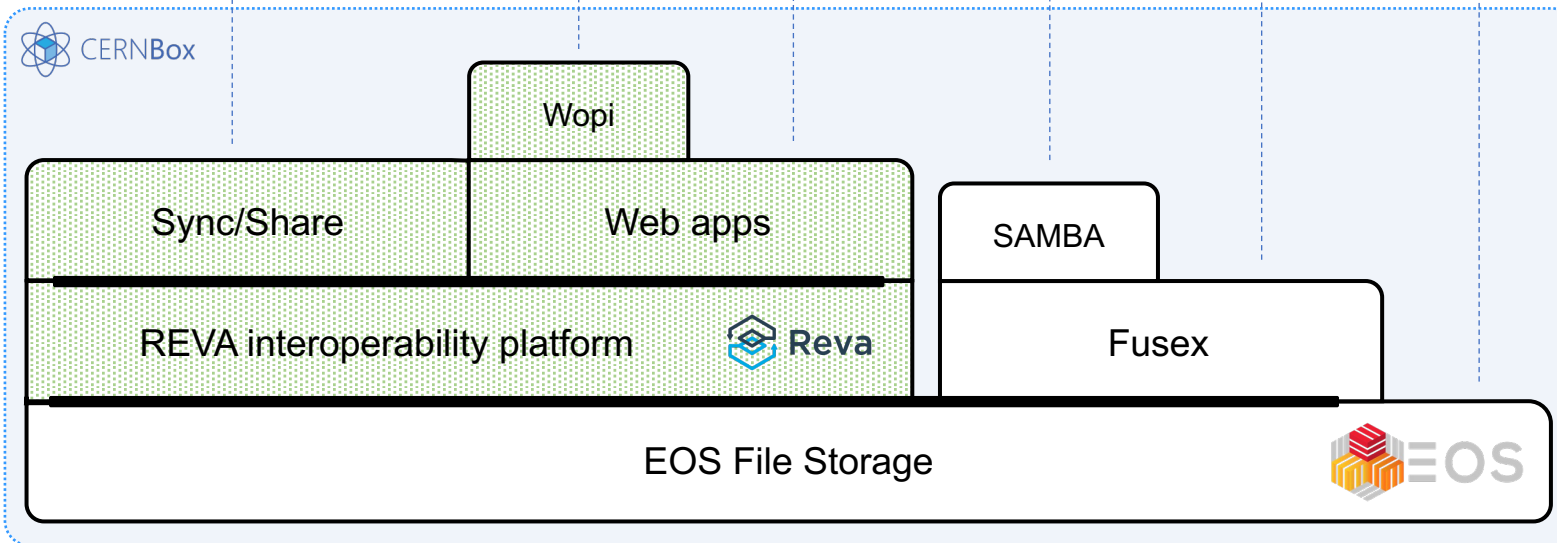 CERNBox
Wopi
Sync/Share
Web apps
SAMBA
REVA interoperability platform
Reva
Fusex
EOS File Storage
EOS